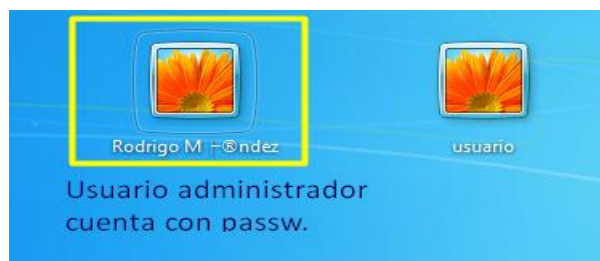 Rodrigo M ¬®ndez
usuario
Usuario administrador
cuenta con passw.